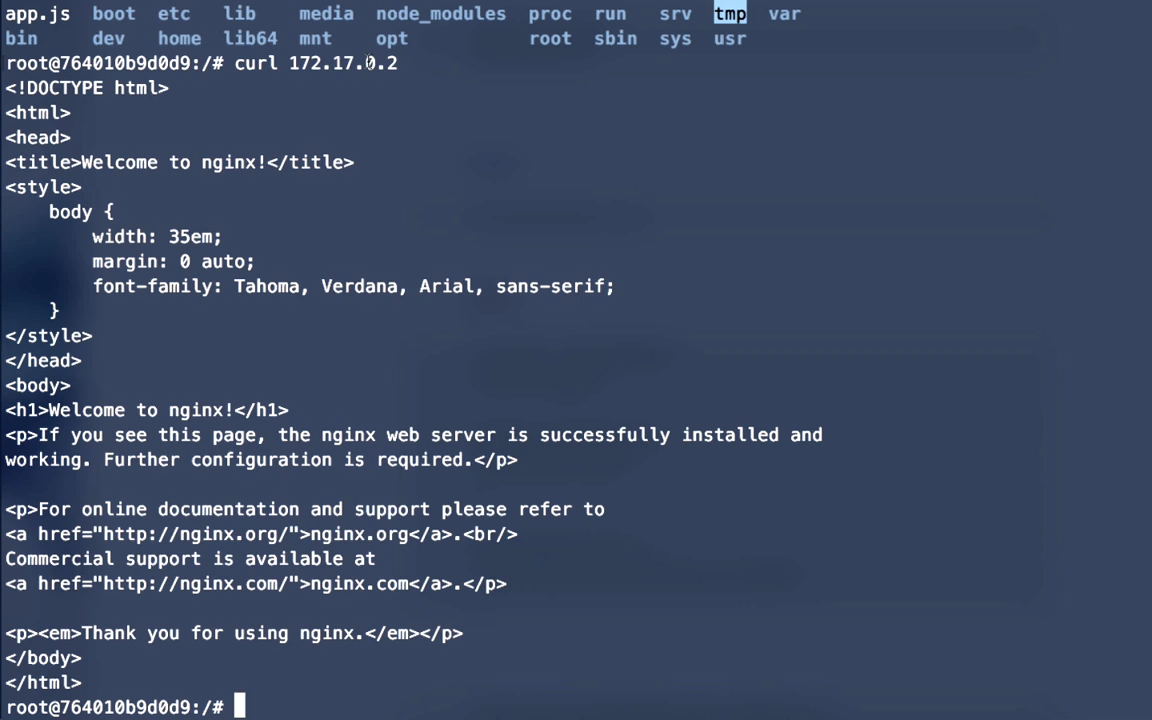 app.js  boot  etc   lib    media  node_modules  proc  run   srv  tmp  var
bin     dev   home  lib64  mnt    opt           root  sbin  sys  usr
root@764010b9d0d9:/# curl 172.17.0.2
<!DOCTYPE html>
<html>
<head>
<title>Welcome to nginx!</title>
<style>
    body {
        width: 35em;
        margin: 0 auto;
        font-family: Tahoma, Verdana, Arial, sans-serif;
    }
</style>
</head>
<body>
<h1>Welcome to nginx!</h1>
<p>If you see this page, the nginx web server is successfully installed and
working. Further configuration is required.</p>

<p>For online documentation and support please refer to
<a href="http://nginx.org/">nginx.org</a>.<br/>
Commercial support is available at
<a href="http://nginx.com/">nginx.com</a>.</p>

<p><em>Thank you for using nginx.</em></p>
</body>
</html>
root@764010b9d0d9:/#